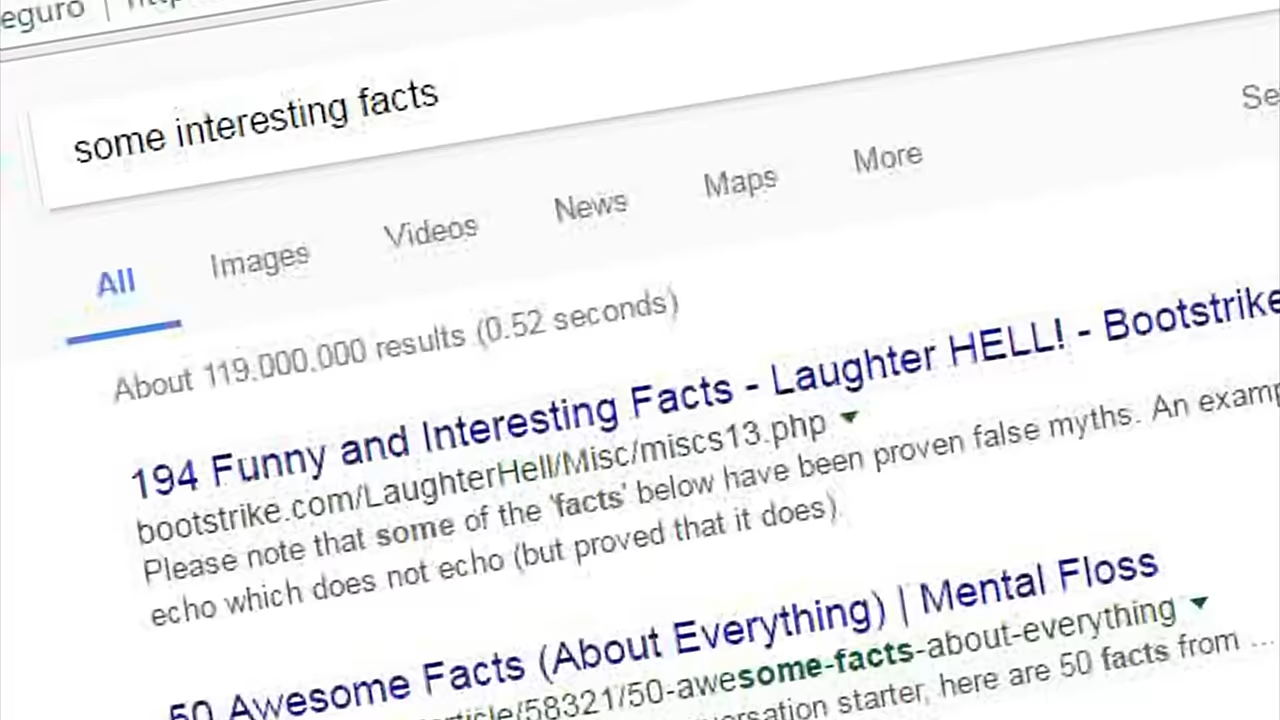 eguro |
some interesting facts
All Images Videos News Maps More
About 119.000.000 results (0.52 seconds)
194 Funny and Interesting Facts - Laughter HELL! - Bootstrike
bootstrike.com/LaughterHell/Misc/miscs13.php
Please note that some of the 'facts' below have been proven false myths. An examp
echo which does not echo (but proved that it does).
50 Awesome Facts (About Everything) | Mental Floss
rticle/58321/50-awesome-facts-about-everything
versation starter, here are 50 facts from ...